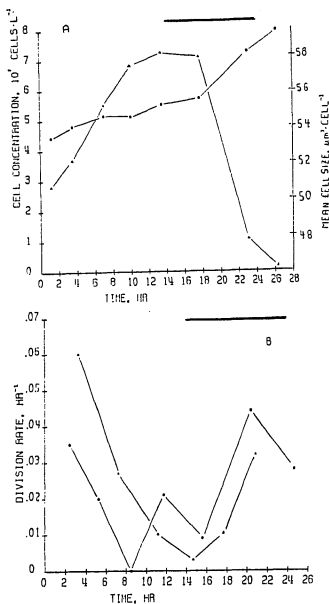 A
CELL CONCENTRATION, 10⁷ CELLS·L⁻¹
8
7
6
5
4
3
2
1
0
58
56
54
52
50
48
MEAN CELL SIZE, µm³·CELL⁻¹
0 2 4 6 8 10 12 14 16 18 20 22 24 26 28
TIME, HR
B
DIVISION RATE, HR⁻¹
.07
.06
.05
.04
.03
.02
.01
0
0 2 4 6 8 10 12 14 16 18 20 22 24 26
TIME, HR